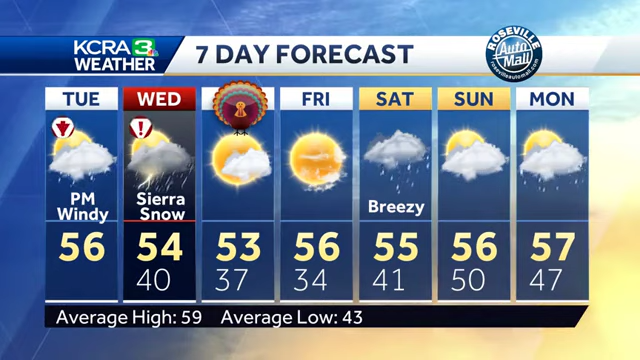 KCRA 3
WEATHER
7 DAY FORECAST
ROSEVILLE
Auto
Mall
rosevilleautomall.com
TUE
WED
FRI
SAT
SUN
MON
!
PM
Windy
Sierra
Snow
Breezy
56
54
53
56
55
56
57
40
37
34
41
50
47
Average High: 59 Average Low: 43